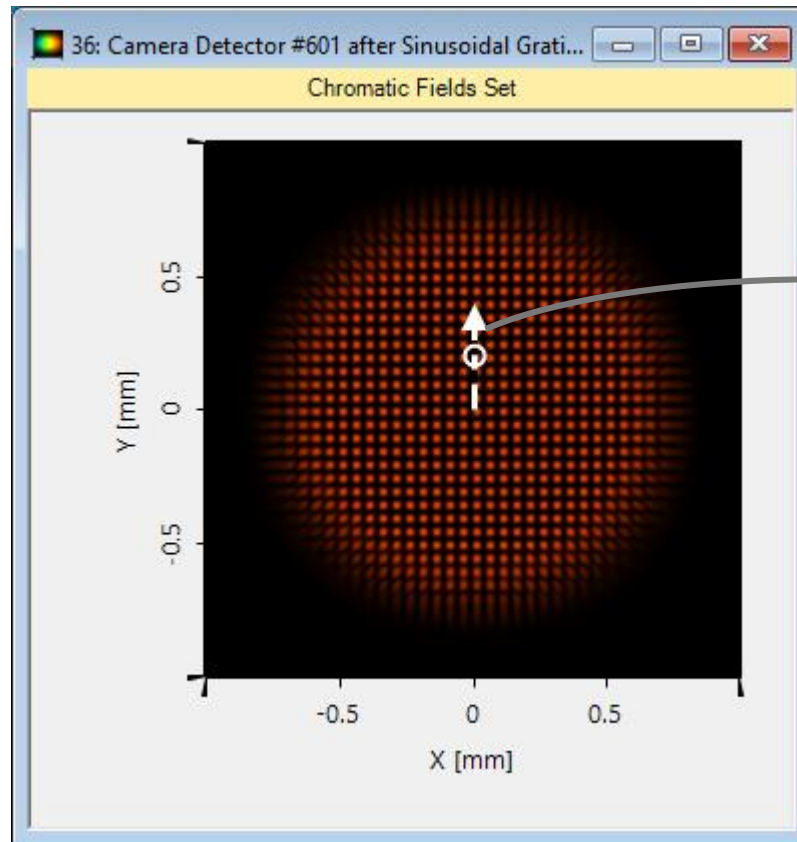 36: Camera Detector #601 after Sinusoidal Grati...
Chromatic Fields Set
0.5
0
-0.5
Y [mm]
-0.5 0 0.5
X [mm]